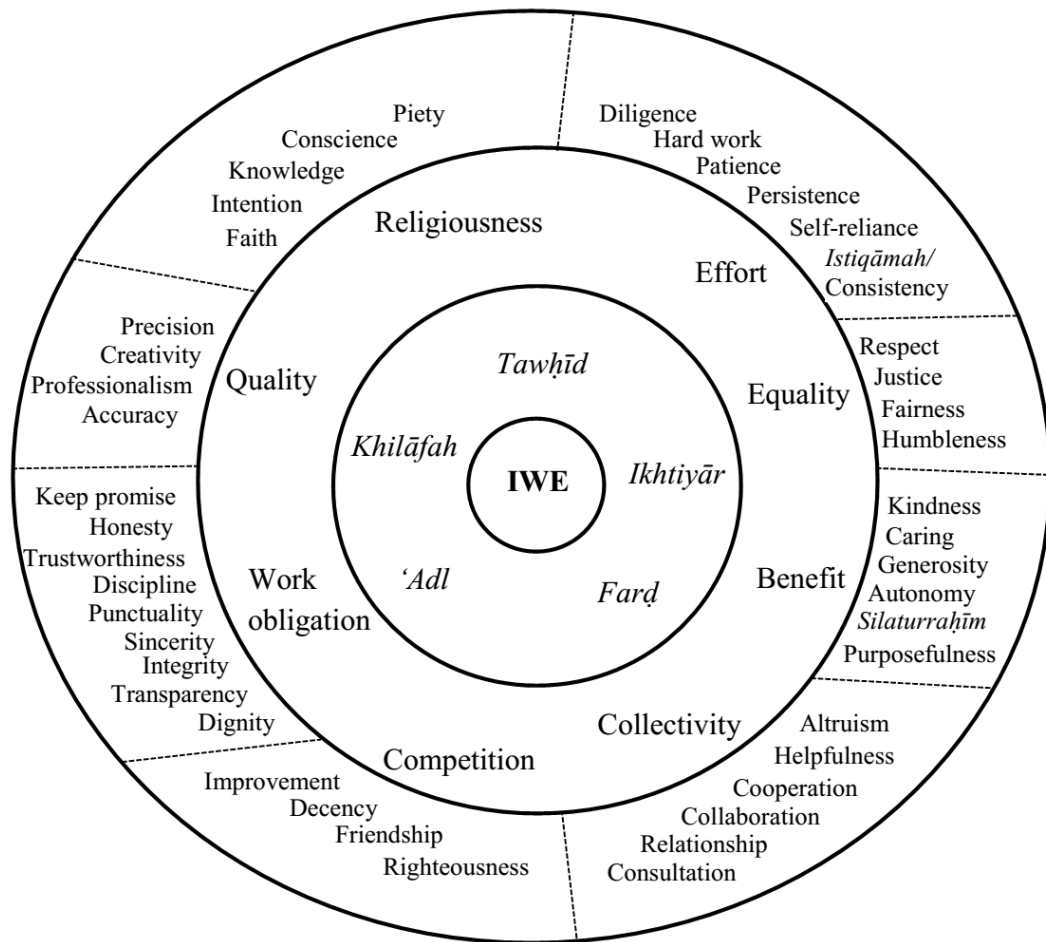 Piety
Conscience
Knowledge
Intention
Faith
Diligence
Hard work
Patience
Persistence
Self-reliance
Istiqāmah/
Consistency
Religiousness
Effort
Precision
Creativity
Professionalism
Accuracy
Quality
Tawḥīd
Equality
Respect
Justice
Fairness
Humbleness
Khilāfah
IWE
Ikhtiyār
Keep promise
Honesty
Trustworthiness
Discipline
Punctuality
Sincerity
Integrity
Transparency
Dignity
Work
obligation
‘Adl
Farḍ
Benefit
Kindness
Caring
Generosity
Autonomy
Silaturraḥīm
Purposefulness
Competition
Collectivity
Improvement
Decency
Friendship
Righteousness
Altruism
Helpfulness
Cooperation
Collaboration
Relationship
Consultation